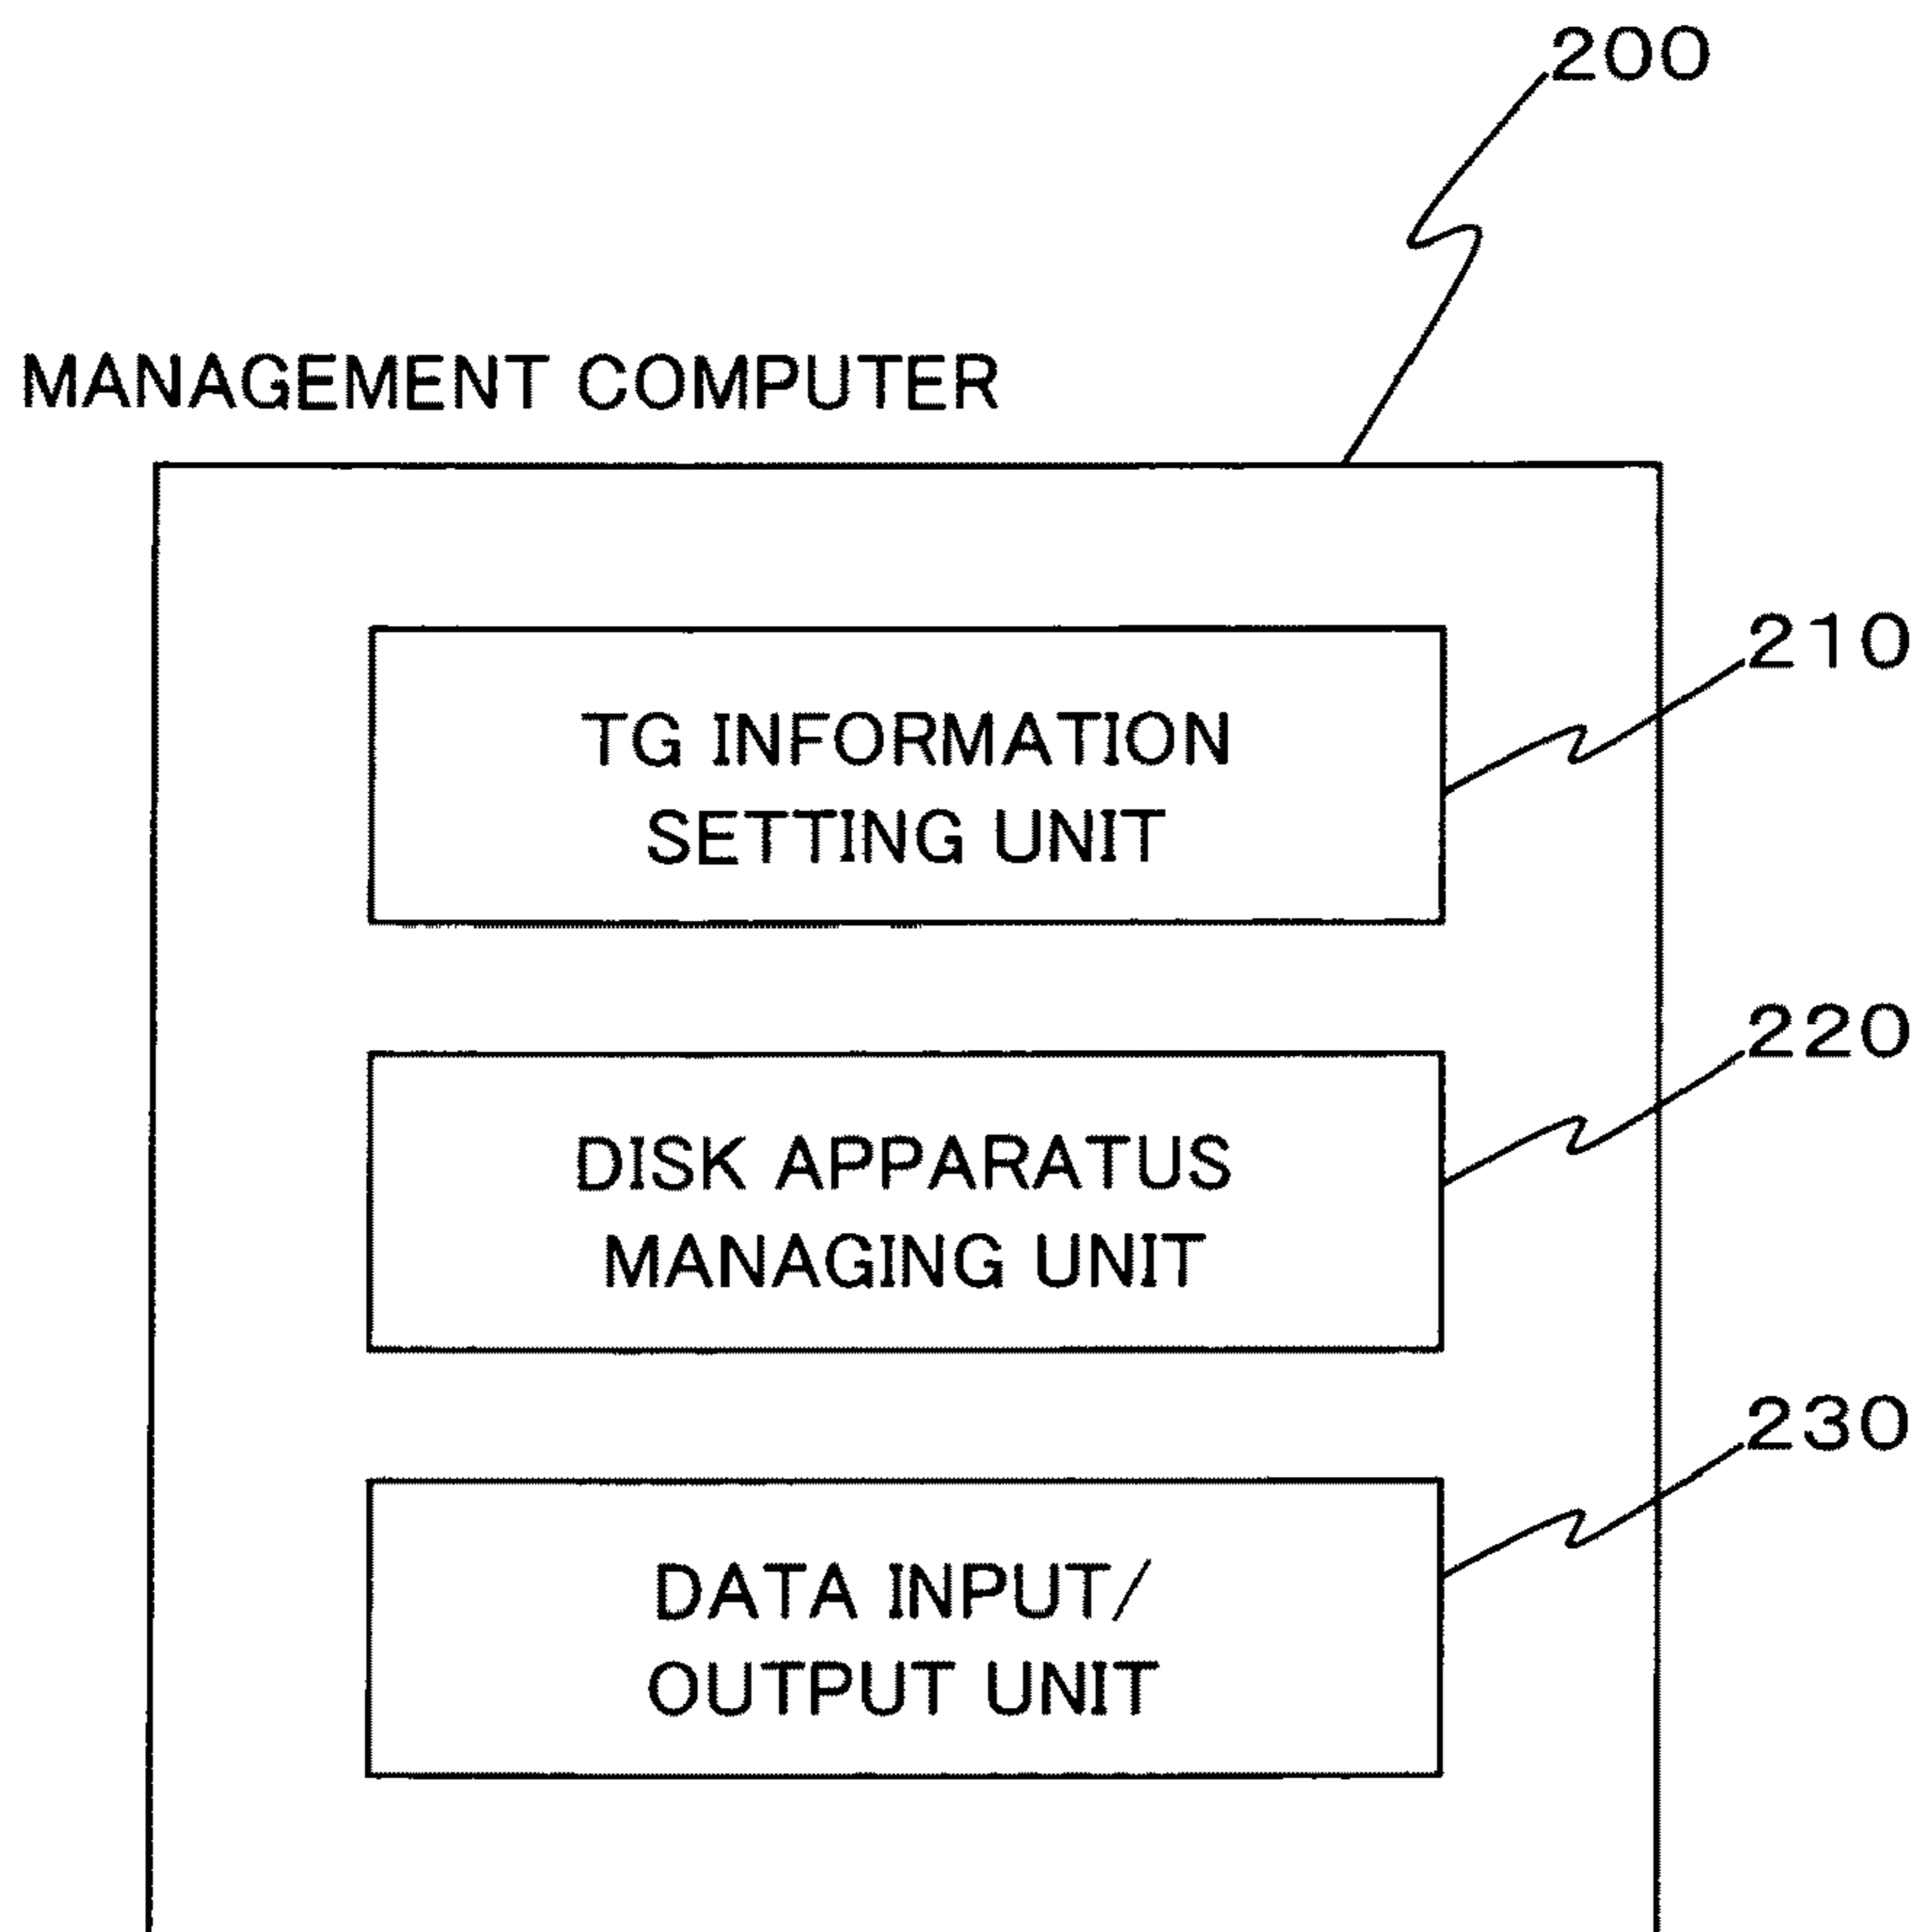 200
MANAGEMENT COMPUTER
210
TG INFORMATION
SETTING UNIT
220
DISK APPARATUS
MANAGING UNIT
230
DATA INPUT/
OUTPUT UNIT